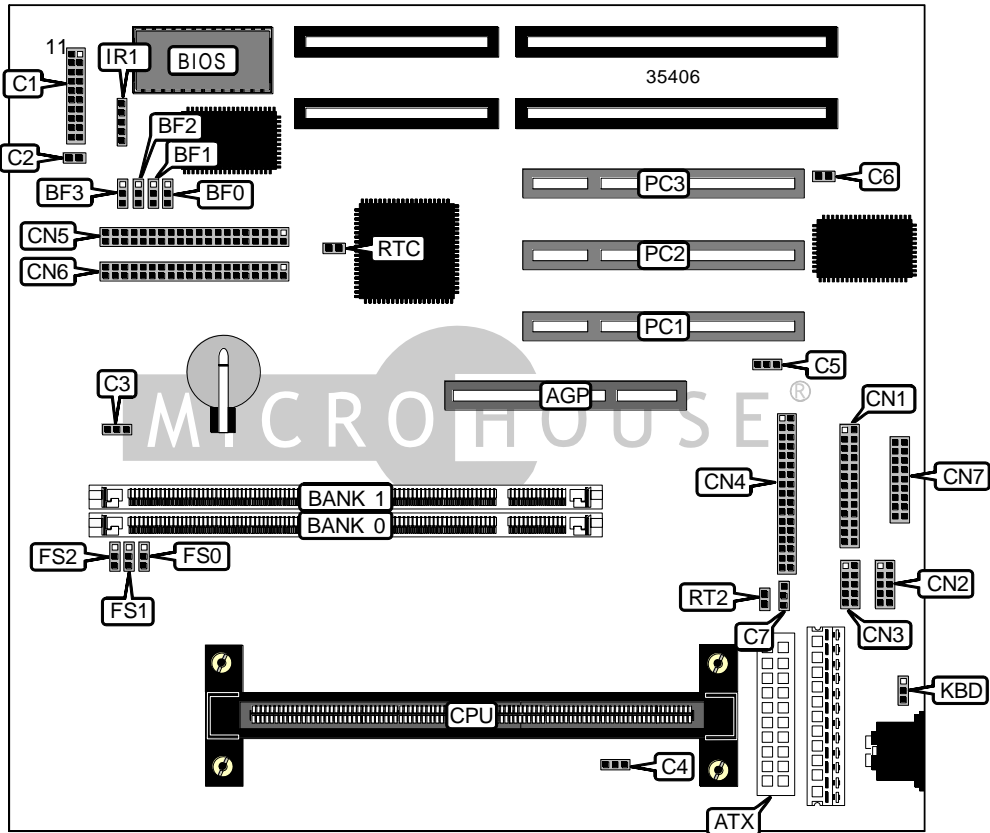 11
IR1
BIOS
C1
35406
BF2
BF1
C2
PC3
C6
BF3
BF0
CN5
RTC
PC2
CN6
PC1
C5
C3
AGP
®
CN1
MICROHOUSE
CN4
CN7
BANK 1
BANK 0
FS2
FS0
CN2
FS1
RT2
C7
CN3
KBD
CPU
C4
ATX